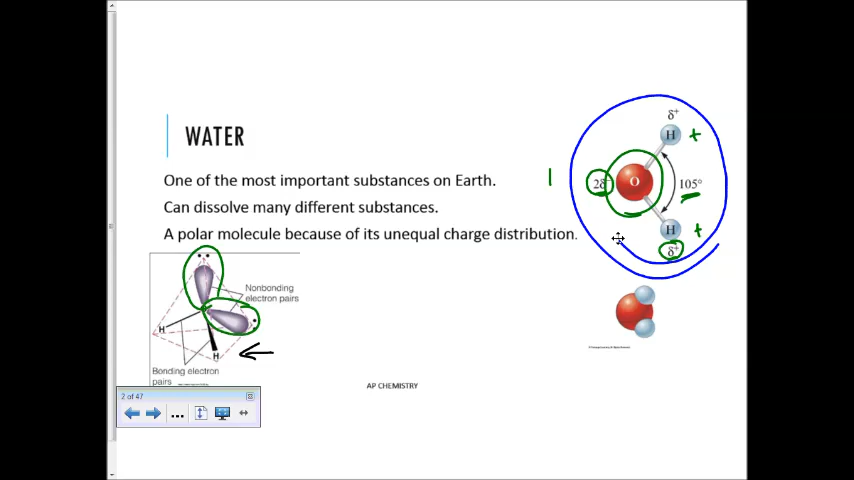 WATER
One of the most important substances on Earth.
Can dissolve many different substances.
A polar molecule because of its unequal charge distribution.
δ+
H +
2δ- O 105°
H +
δ+
Nonbonding
electron pairs
H
H
Bonding electron
pairs
AP CHEMISTRY
2 of 47